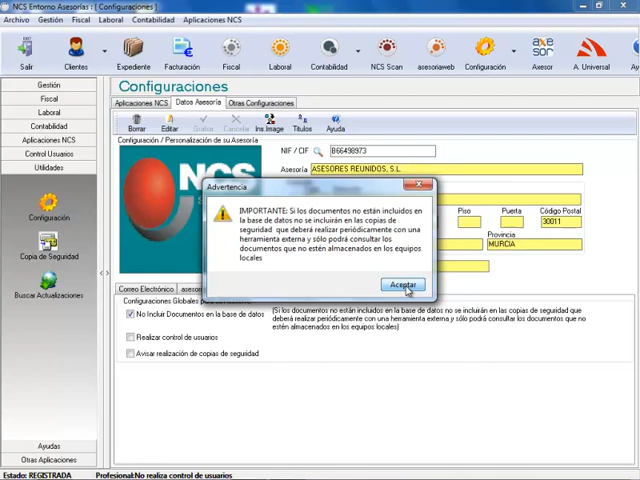 NCS Entorno Asesorías : [ Configuraciones ]
Archivo Gestión Fiscal Laboral Contabilidad Aplicaciones NCS
Salir Clientes Expediente Facturación Fiscal Laboral Contabilidad NCS Scan asesoriaweb Configuración Axesor A. Universal
axe
sor
Gestión
Fiscal
Laboral
Contabilidad
Aplicaciones NCS
Control Usuarios
Utilidades
Configuración
Copia de Seguridad
Buscar Actualizaciones
Ayudas
Otras Aplicaciones
Configuraciones
Aplicaciones NCS Datos Asesoría Otras Configuraciones
Borrar Editar Grabar Cancelar Ins.Image Títulos Ayuda
Configuración / Personalización de su Asesoría
NCS
NIF / CIF B66498973
Asesoría ASESORES REUNIDOS, S.L.
Piso Puerta Código Postal
30011
Provincia
MURCIA
Advertencia
IMPORTANTE: Si los documentos no están incluidos en
la base de datos no se incluirán en las copias de
seguridad que deberá realizar periódicamente con una
herramienta externa y sólo podrá consultar los
documentos que no estén almacenados en los equipos
locales
Aceptar
Correo Electrónico
Configuraciones Globales
No Incluir Documentos en la base de datos
(Si los documentos no están incluidos en la base de datos no se incluirán en las copias de seguridad que
deberá realizar periódicamente con una herramienta externa y sólo podrá consultar los documentos que no
estén almacenados en los equipos locales)
Realizar control de usuarios
Avisar realización de copias de seguridad
Estado: REGISTRADA Profesional:No realiza control de usuarios